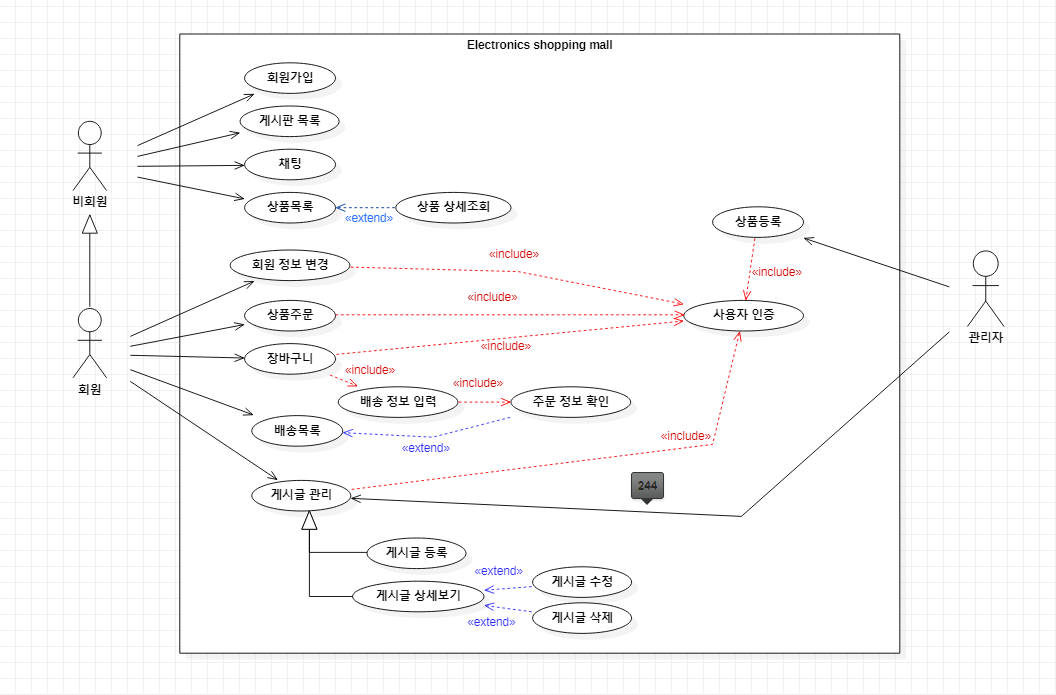 Electronics shopping mall
회원가입
게시판 목록
채팅
비회원
상품목록
«extend»
상품 상세조회
상품등록
회원 정보 변경
«include»
«include»
상품주문
«include»
사용자 인증
관리자
장바구니
«include»
회원
«include»
«include»
배송 정보 입력
주문 정보 확인
배송목록
«extend»
«include»
게시글 관리
244
게시글 등록
게시글 상세보기
«extend»
게시글 수정
«extend»
게시글 삭제